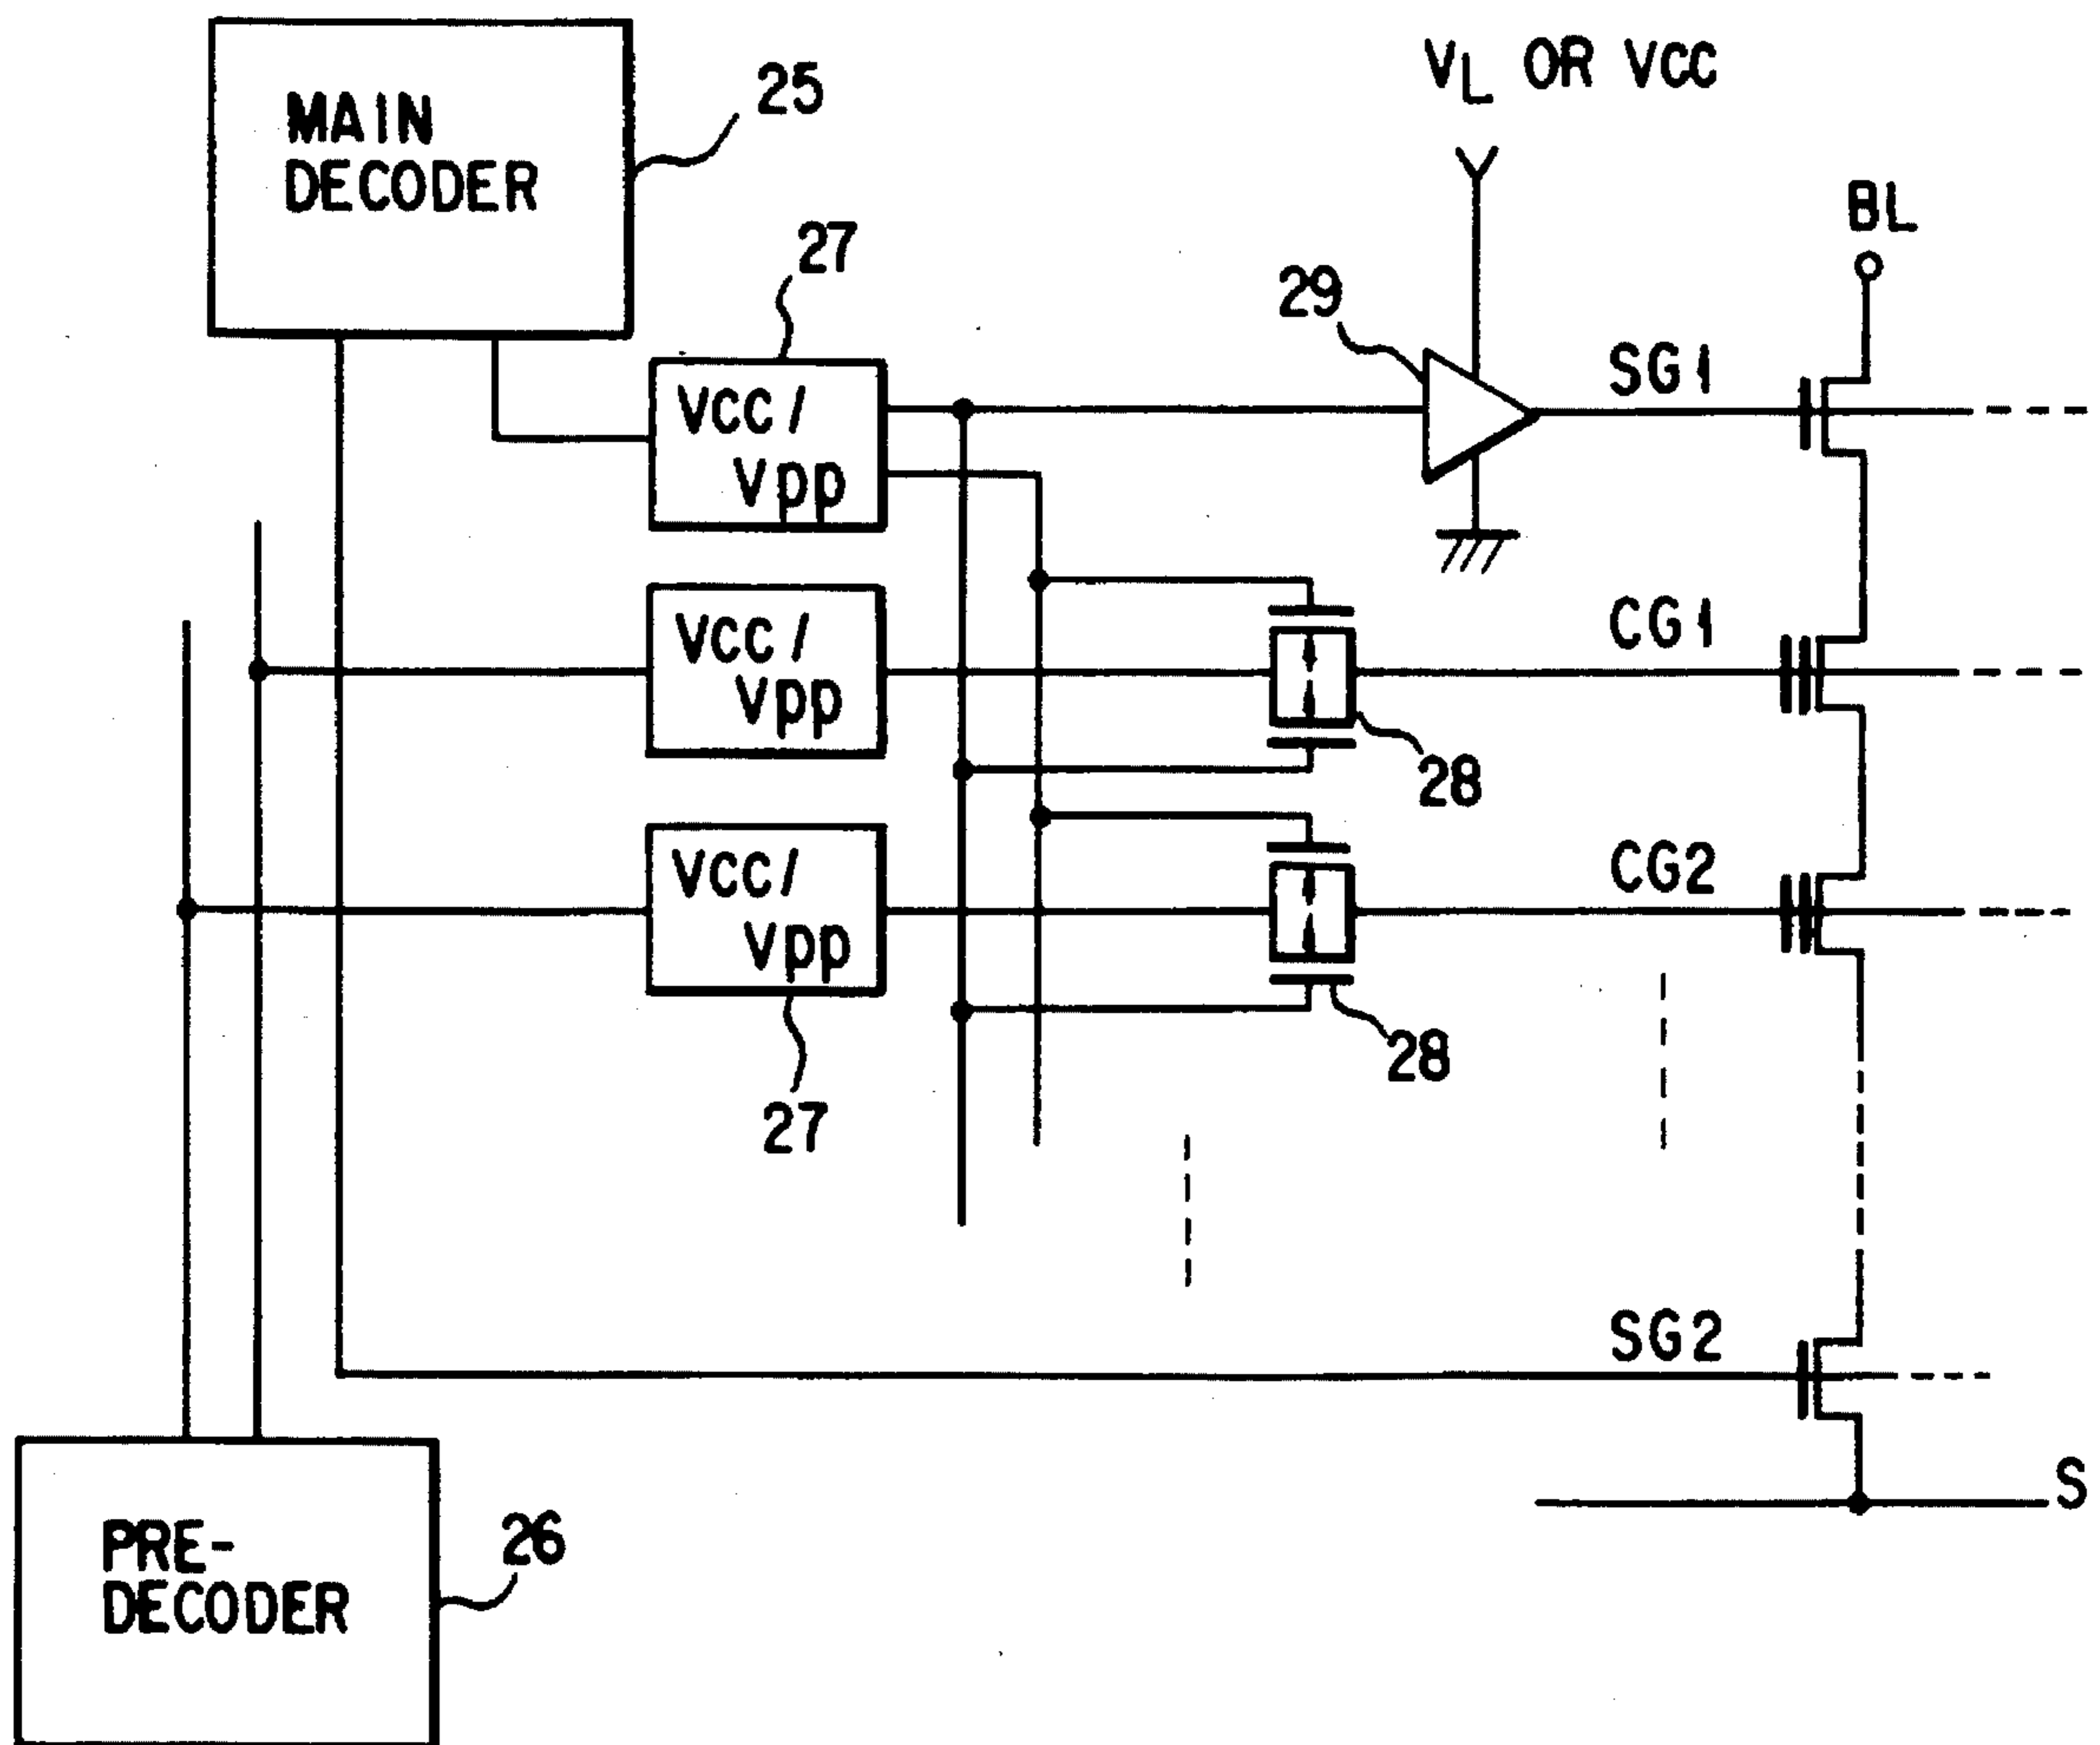 MAIN
DECODER
25
VL OR VCC
BL
27
29
SG1
VCC/
Vpp
CG1
VCC/
Vpp
28
CG2
VCC/
Vpp
28
27
SG2
S
PRE-
DECODER
26